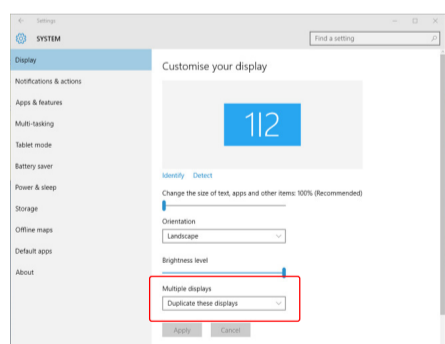 Settings
SYSTEM
Find a setting
Display
Notifications & actions
Apps & features
Multi-tasking
Tablet mode
Battery saver
Power & sleep
Storage
Offline maps
Default apps
About
Customise your display
1|2
Identify Detect
Change the size of text, apps and other items: 100% (Recommended)
Orientation
Landscape
Brightness level
Multiple displays
Duplicate these displays
Apply Cancel